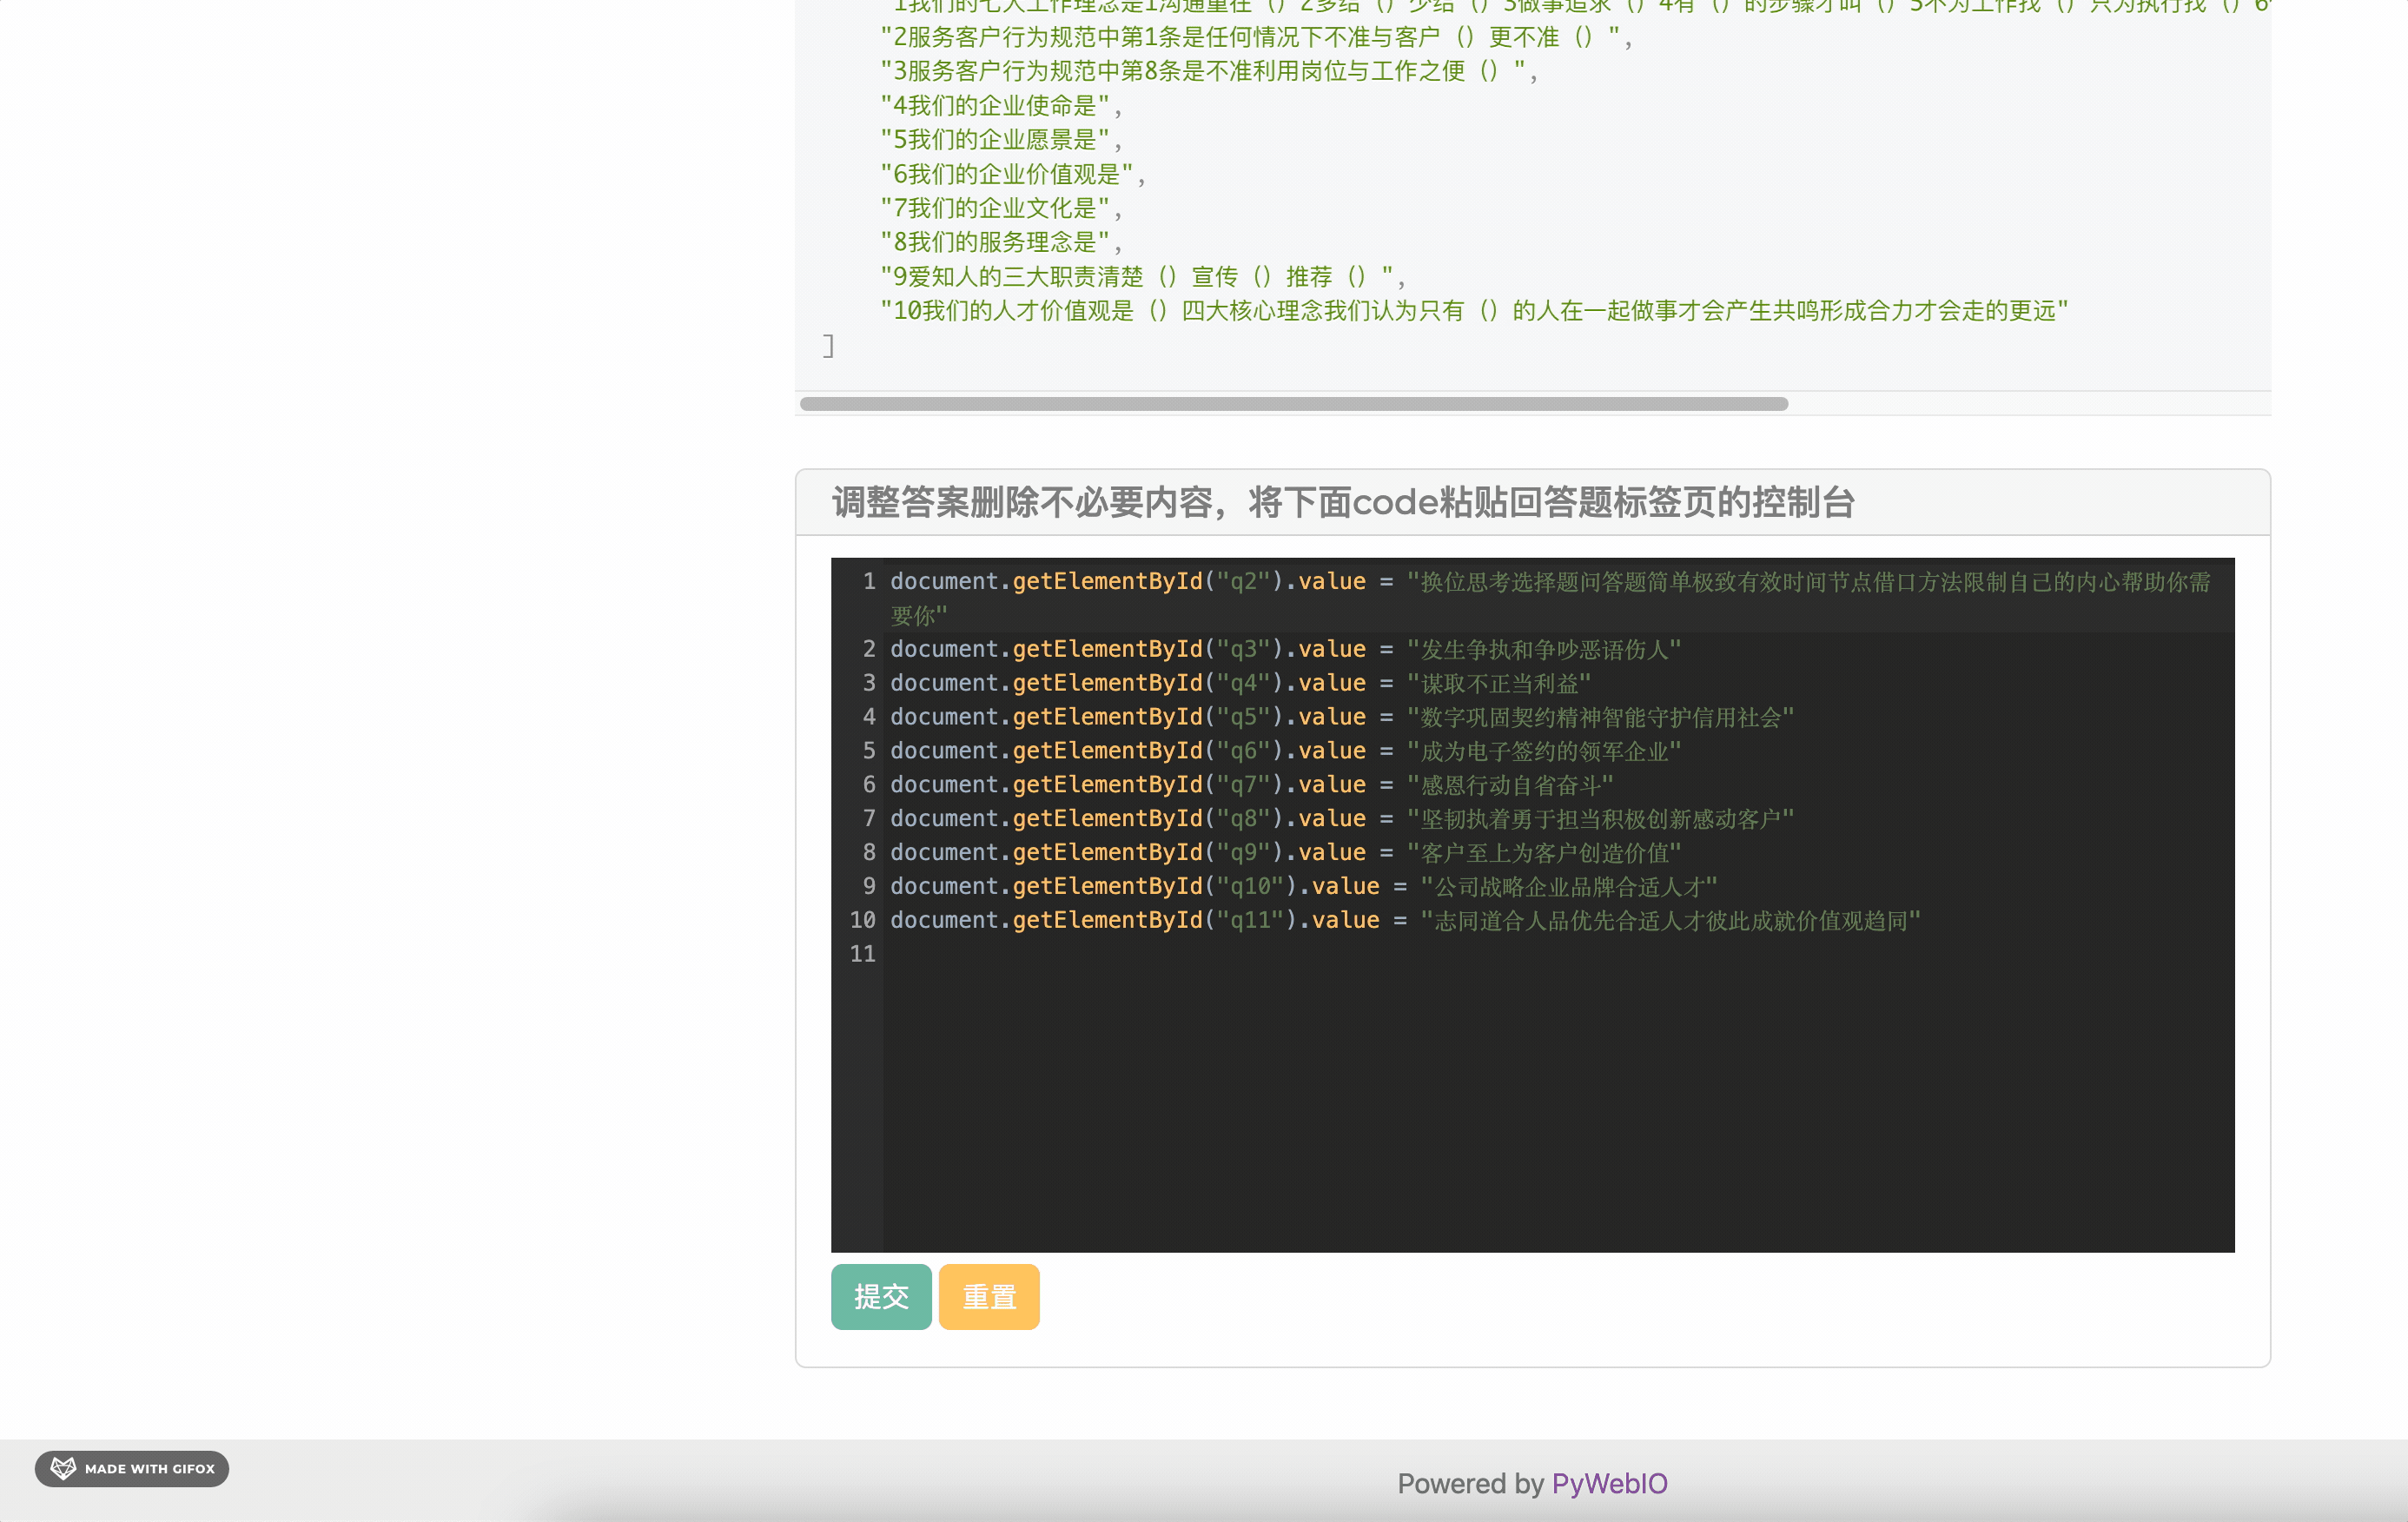 "1我们的七大工作理念是1沟通重在（）2多给（）少给（）3做事追求（）4有（）的步骤才叫（）5不为工作找（）只为执行找（）6
"2服务客户行为规范中第1条是任何情况下不准与客户（）更不准（）",
"3服务客户行为规范中第8条是不准利用岗位与工作之便（）",
"4我们的企业使命是",
"5我们的企业愿景是",
"6我们的企业价值观是",
"7我们的企业文化是",
"8我们的服务理念是",
"9爱知人的三大职责清楚（）宣传（）推荐（）",
"10我们的人才价值观是（）四大核心理念我们认为只有（）的人在一起做事才会产生共鸣形成合力才会走的更远"
]
调整答案删除不必要内容，将下面code粘贴回答题标签页的控制台
1 document.getElementById("q2").value = "换位思考选择题问答题简单极致有效时间节点借口方法限制自己的内心帮助你需
要你"
2 document.getElementById("q3").value = "发生争执和争吵恶语伤人"
3 document.getElementById("q4").value = "谋取不正当利益"
4 document.getElementById("q5").value = "数字巩固契约精神智能守护信用社会"
5 document.getElementById("q6").value = "成为电子签约的领军企业"
6 document.getElementById("q7").value = "感恩行动自省奋斗"
7 document.getElementById("q8").value = "坚韧执着勇于担当积极创新感动客户"
8 document.getElementById("q9").value = "客户至上为客户创造价值"
9 document.getElementById("q10").value = "公司战略企业品牌合适人才"
10 document.getElementById("q11").value = "志同道合人品优先合适人才彼此成就价值观趋同"
11
提交 重置
MADE WITH GIFOX
Powered by PyWebIO